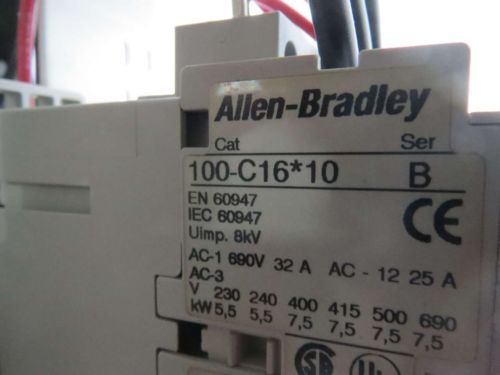 Allen-Bradley
Cat Ser
100-C16*10 B
EN 60947
IEC 60947
Uimp. 8kV
CE
AC-1 690V 32 A AC - 12 25 A
AC-3
V 230 240 400 415 500 690
kW 5,5 5,5 7,5 7,5 7,5 7,5